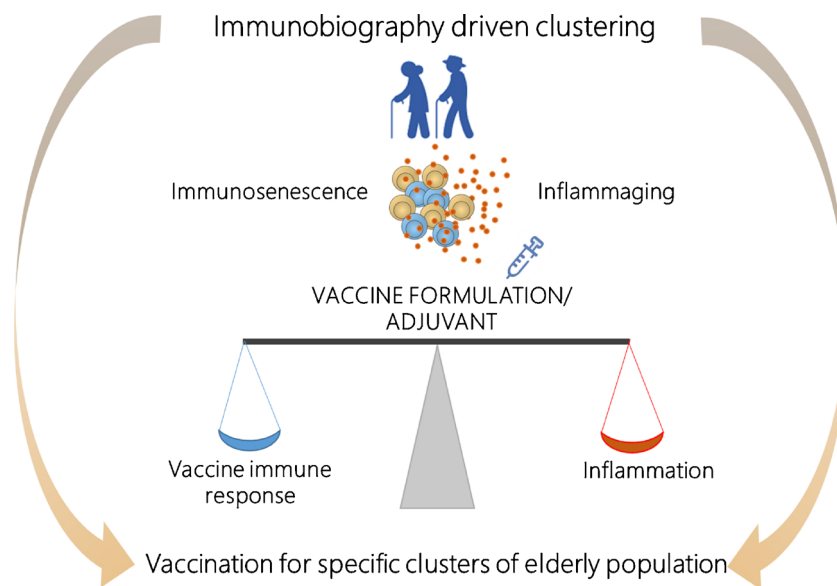 Immunobiography driven clustering
Immunosenescence
Inflammaging
VACCINE FORMULATION/
ADJUVANT
Vaccine immune
response
Inflammation
Vaccination for specific clusters of elderly population